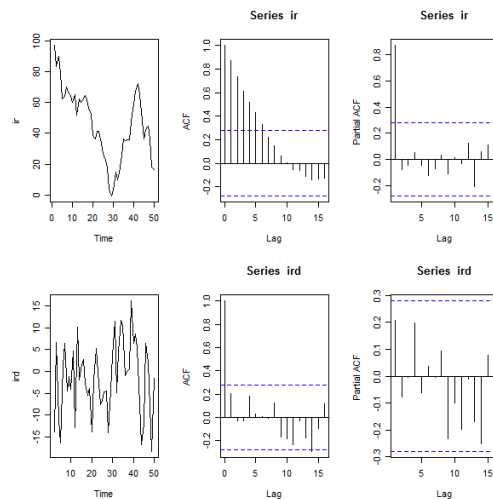 Series ir
Series ir
ir
0 20 40 60 80 100
0 10 20 30 40 50
Time
ACF
-0.2 0.0 0.2 0.4 0.6 0.8 1.0
0 5 10 15
Lag
Partial ACF
-0.2 0.0 0.2 0.4 0.6 0.8
5 10 15
Lag
Series ird
Series ird
ird
-15 -10 -5 0 5 10 15
10 20 30 40 50
Time
ACF
-0.2 0.0 0.2 0.4 0.6 0.8 1.0
0 5 10 15
Lag
Partial ACF
-0.3 -0.2 -0.1 0.0 0.1 0.2 0.3
5 10 15
Lag